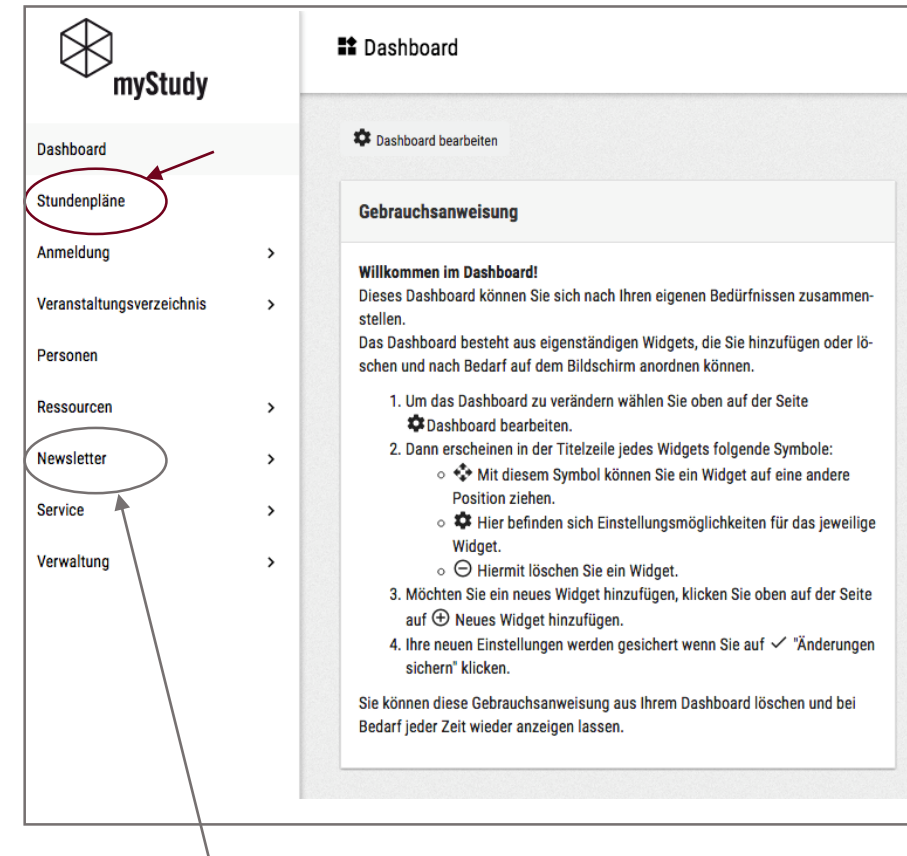 myStudy
Dashboard
Stundenpläne
Anmeldung
Veranstaltungsverzeichnis
Personen
Ressourcen
Newsletter
Service
Verwaltung
Dashboard
Dashboard bearbeiten
Gebrauchsanweisung
Willkommen im Dashboard!
Dieses Dashboard können Sie sich nach Ihren eigenen Bedürfnissen zusammen-
stellen.
Das Dashboard besteht aus eigenständigen Widgets, die Sie hinzufügen oder lö-
schen und nach Bedarf auf dem Bildschirm anordnen können.
1. Um das Dashboard zu verändern wählen Sie oben auf der Seite
Dashboard bearbeiten.
2. Dann erscheinen in der Titelzeile jedes Widgets folgende Symbole:
Mit diesem Symbol können Sie ein Widget auf eine andere
Position ziehen.
Hier befinden sich Einstellungsmöglichkeiten für das jeweilige
Widget.
Hiermit löschen Sie ein Widget.
3. Möchten Sie ein neues Widget hinzufügen, klicken Sie oben auf der Seite
auf Neues Widget hinzufügen.
4. Ihre neuen Einstellungen werden gesichert wenn Sie auf "Änderungen
sichern" klicken.
Sie können diese Gebrauchsanweisung aus Ihrem Dashboard löschen und bei
Bedarf jeder Zeit wieder anzeigen lassen.